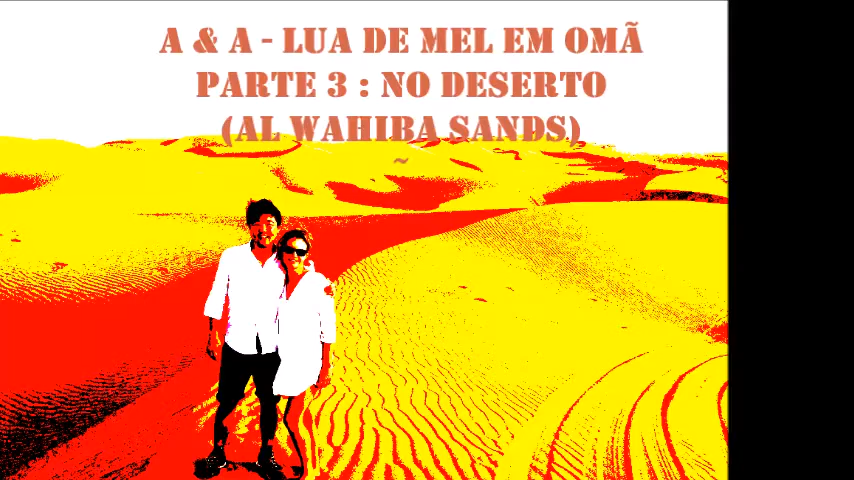 A & A - LUA DE MEL EM OMÃ
PARTE 3 : NO DESERTO
(AL WAHIBA SANDS)
~